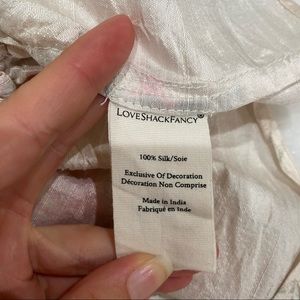 LoveShackFancy®
100% Silk/Soie
Exclusive Of Decoration
Décoration Non Comprise
Made in India
Fabriqué en Inde